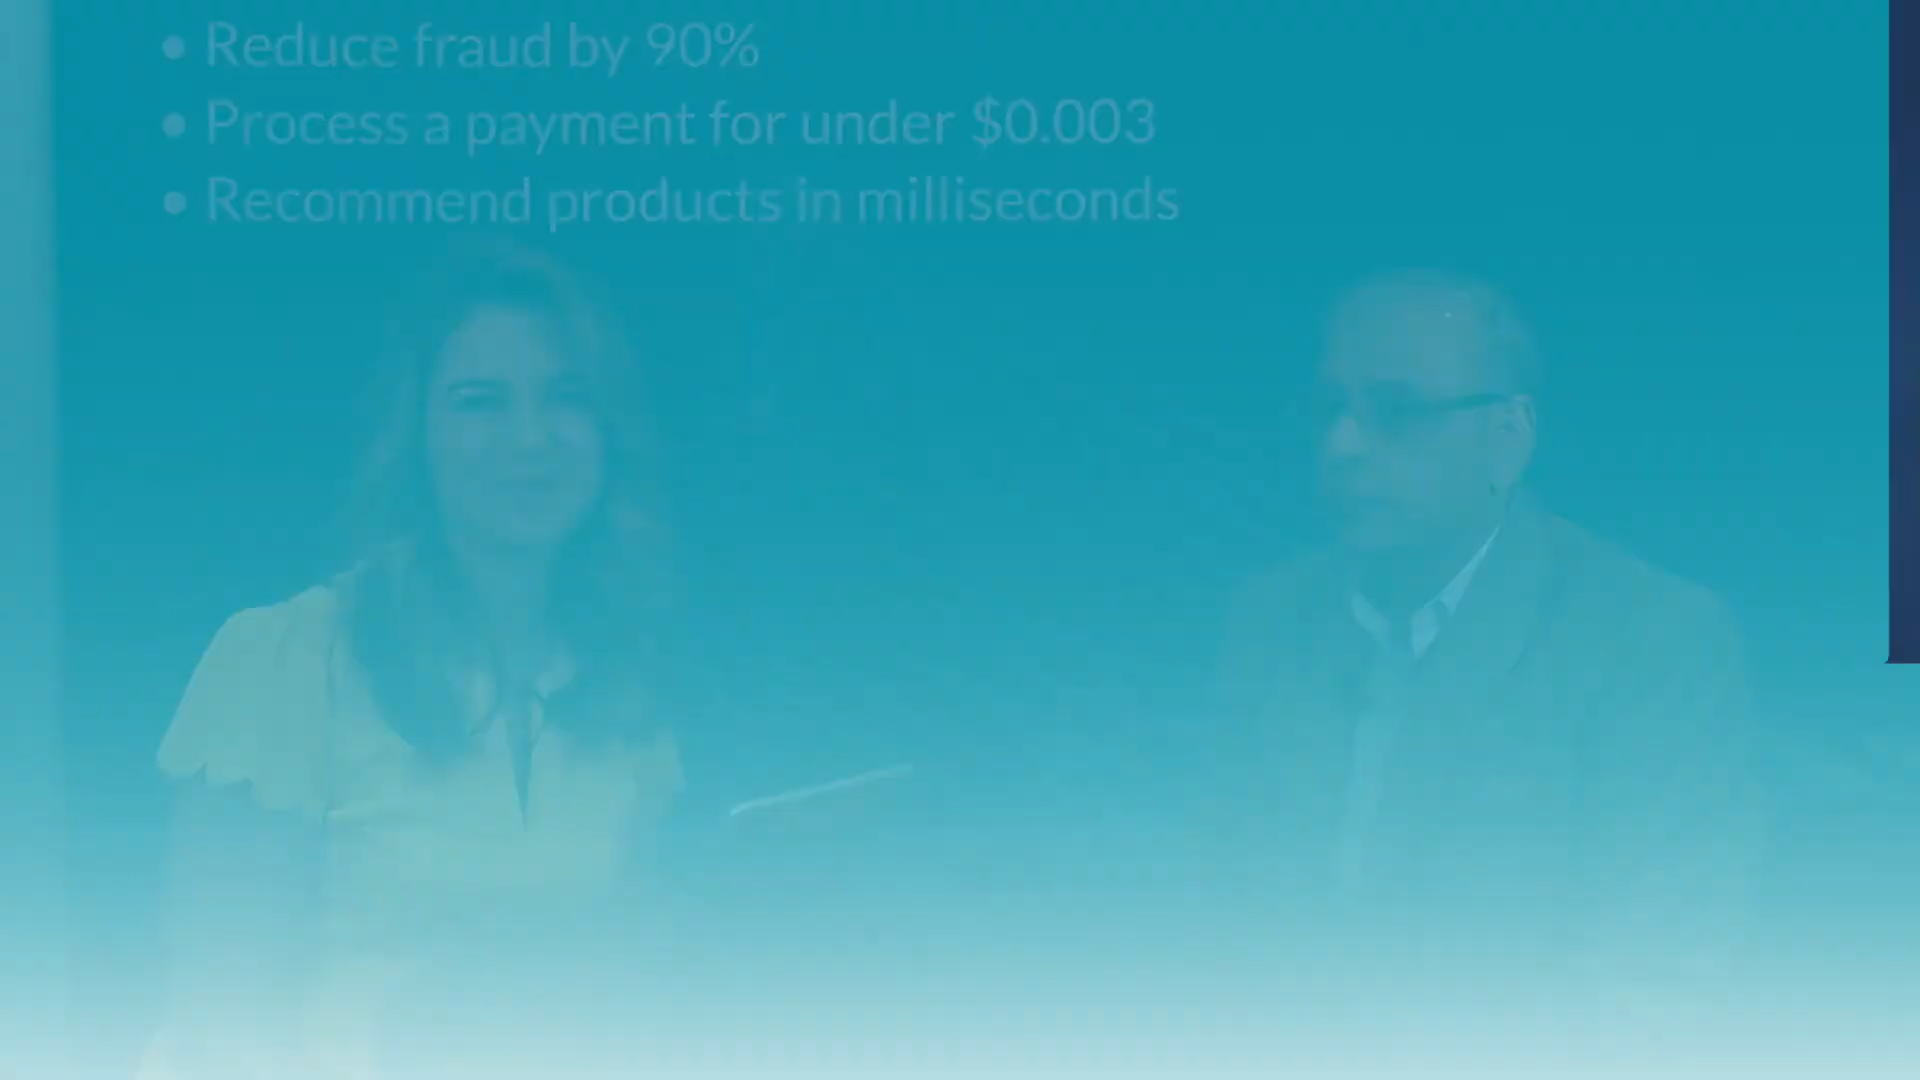 • Reduce fraud by 90%
• Process a payment for under $0.003
• Recommend products in milliseconds